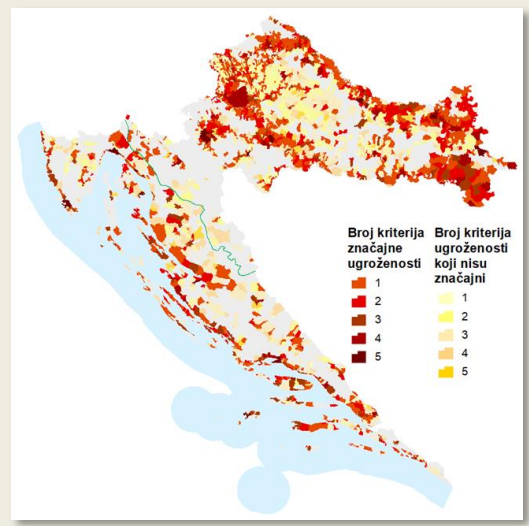 Broj kriterija
značajne
ugroženosti
1
2
3
4
5
Broj kriterija
ugroženosti
koji nisu
značajni
1
2
3
4
5